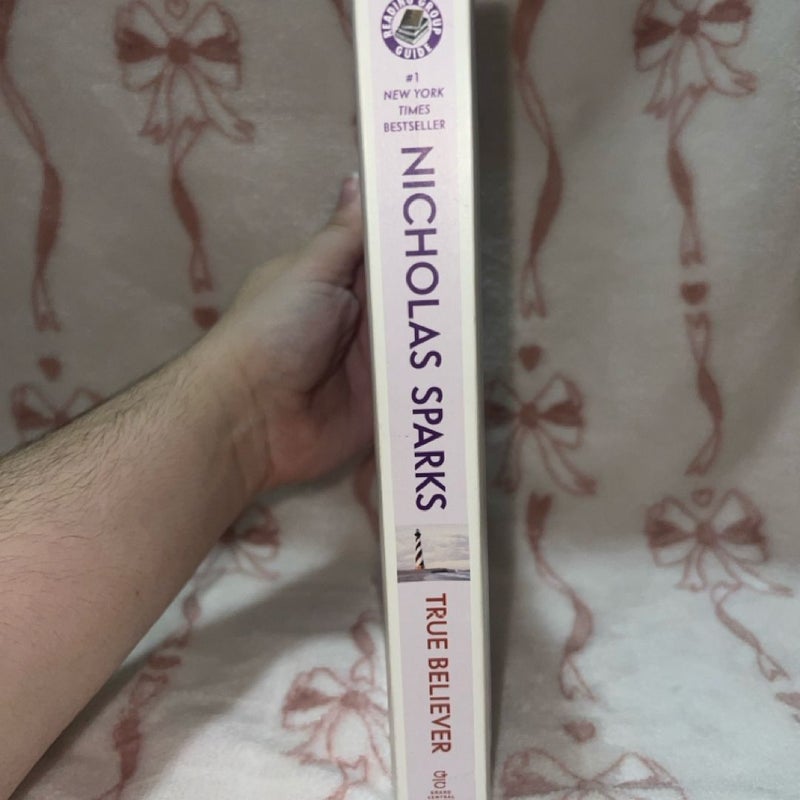 READING GROUP
GUIDE
#1
NEW YORK
TIMES
BESTSELLER
NICHOLAS SPARKS
TRUE BELIEVER
GRAND
CENTRAL